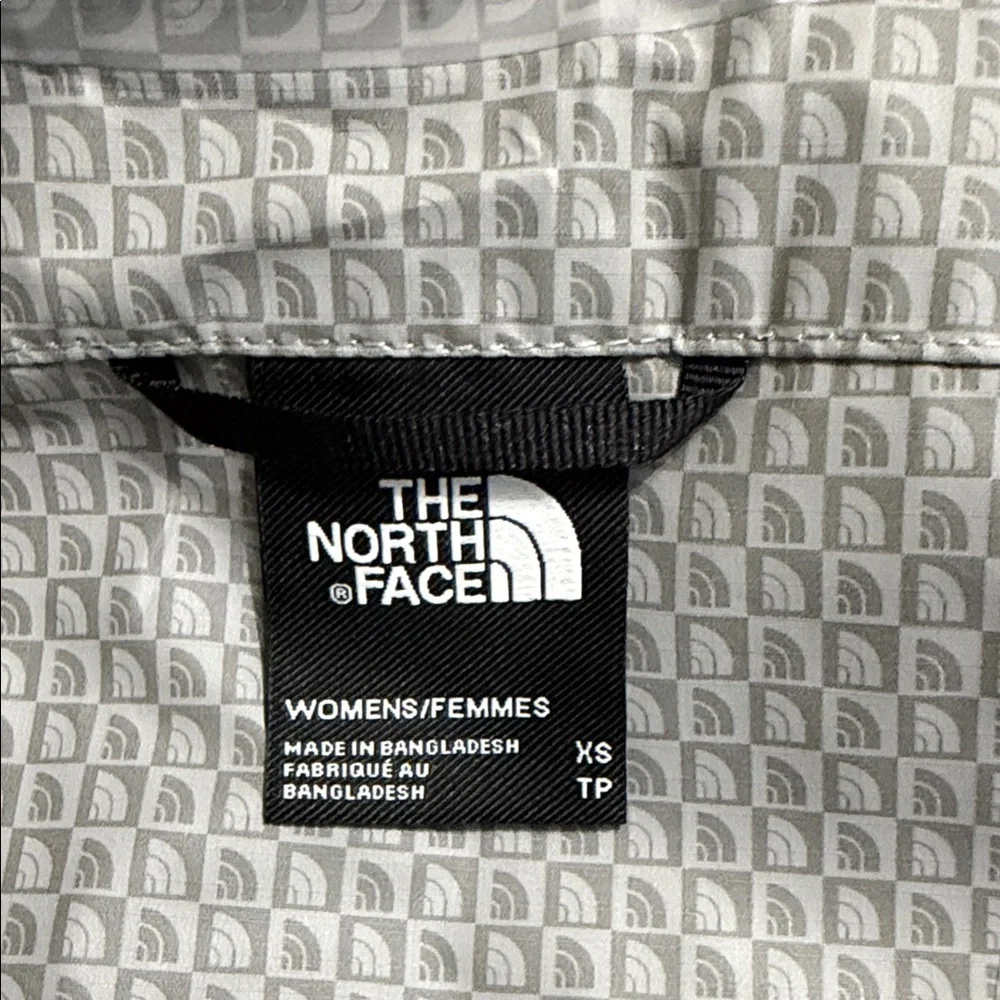 THE
NORTH
®FACE
WOMENS/FEMMES
MADE IN BANGLADESH XS
FABRIQUÉ AU
BANGLADESH TP